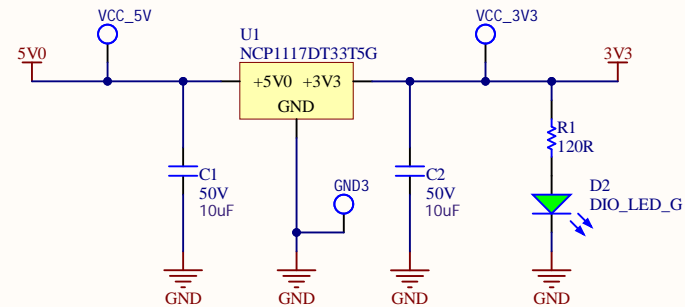 VCC_5V
VCC_3V3
5V0
U1
NCP1117DT33T5G
3V3
+5V0 +3V3
GND
R1
120R
C1
50V
10uF
GND3
C2
50V
10uF
D2
DIO_LED_G
GND
GND
GND
GND